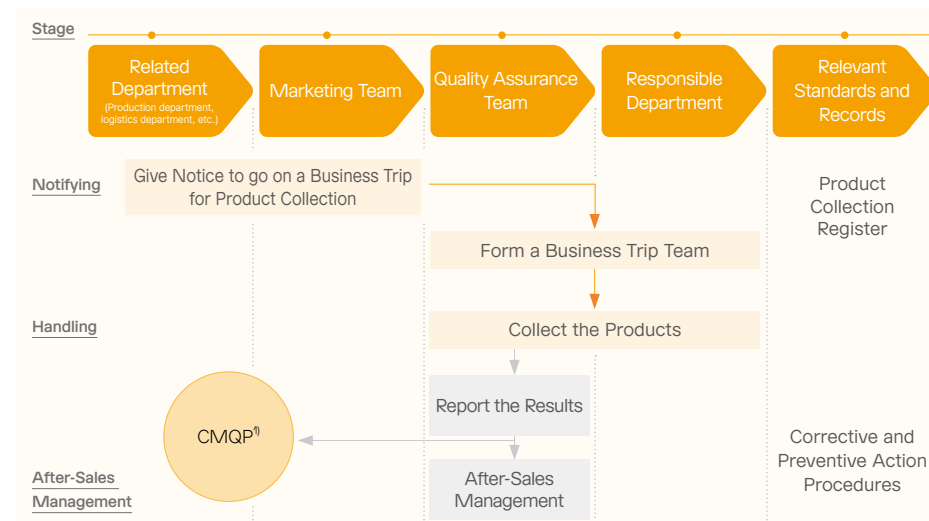 Stage
Related
Department
(Production department,
logistics department, etc.)
Marketing Team
Quality Assurance
Team
Responsible
Department
Relevant
Standards and
Records
Notifying
Give Notice to go on a Business Trip
for Product Collection
Product
Collection
Register
Form a Business Trip Team
Handling
Collect the Products
Report the Results
CMQP¹⁾
Corrective and
Preventive Action
Procedures
After-Sales
Management
After-Sales
Management